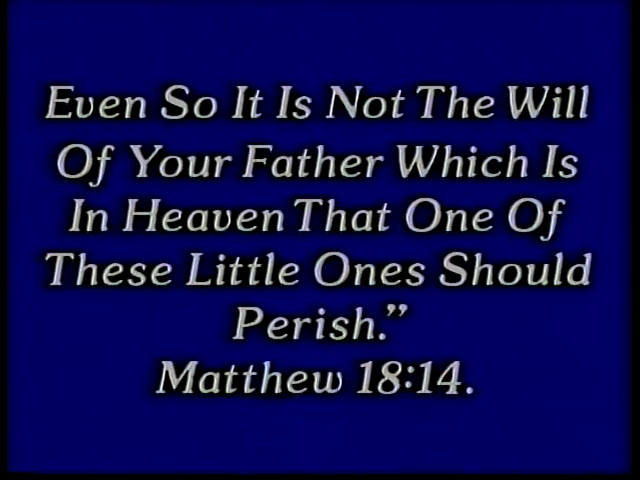 Even So It Is Not The Will
Of Your Father Which Is
In Heaven That One Of
These Little Ones Should
Perish.”
Matthew 18:14.